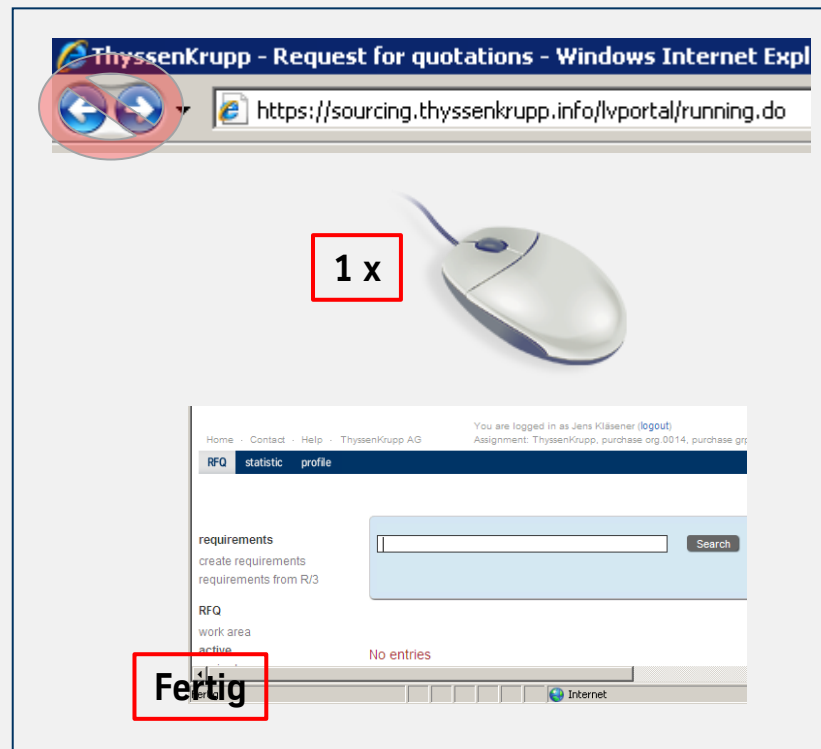 ThyssenKrupp - Request for quotations - Windows Internet Expl
https://sourcing.thyssenkrupp.info/lvportal/running.do
1 x
You are logged in as Jens Kläsener (logout)
Home · Contact · Help · ThyssenKrupp AG
Assignment: ThyssenKrupp, purchase org.0014, purchase grp
RFQ statistic profile
requirements
Search
create requirements
requirements from R/3
RFQ
work area
active
No entries
Fertig
Internet